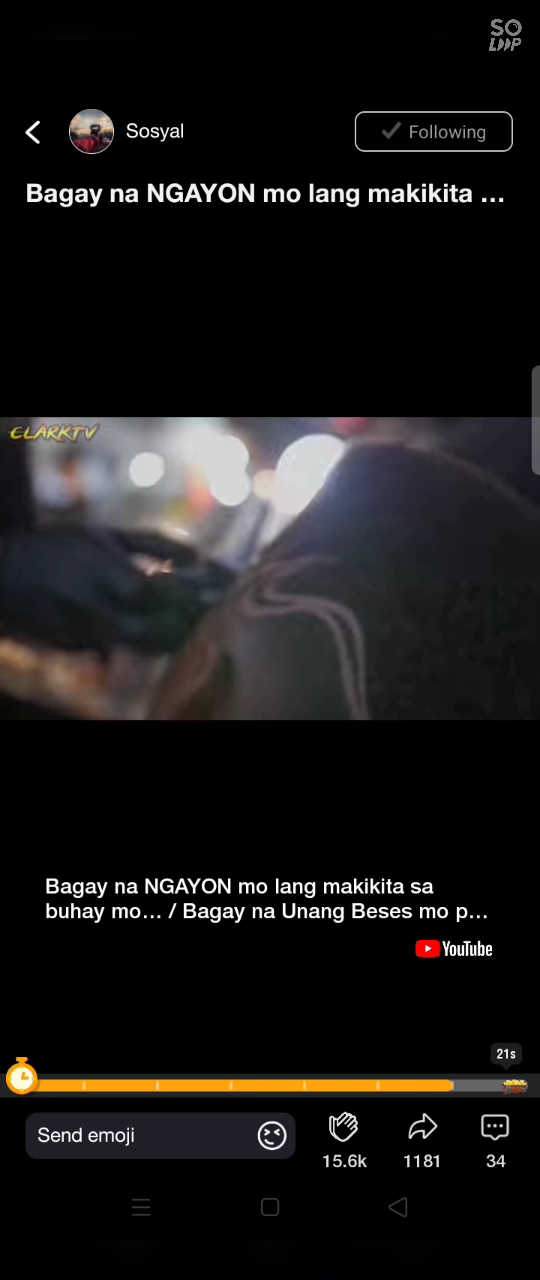 SO
LOOP
Sosyal
Following
Bagay na NGAYON mo lang makikita ...
CLARKTV
Bagay na NGAYON mo lang makikita sa
buhay mo... / Bagay na Unang Beses mo p...
YouTube
21s
Send emoji
15.6k
1181
34